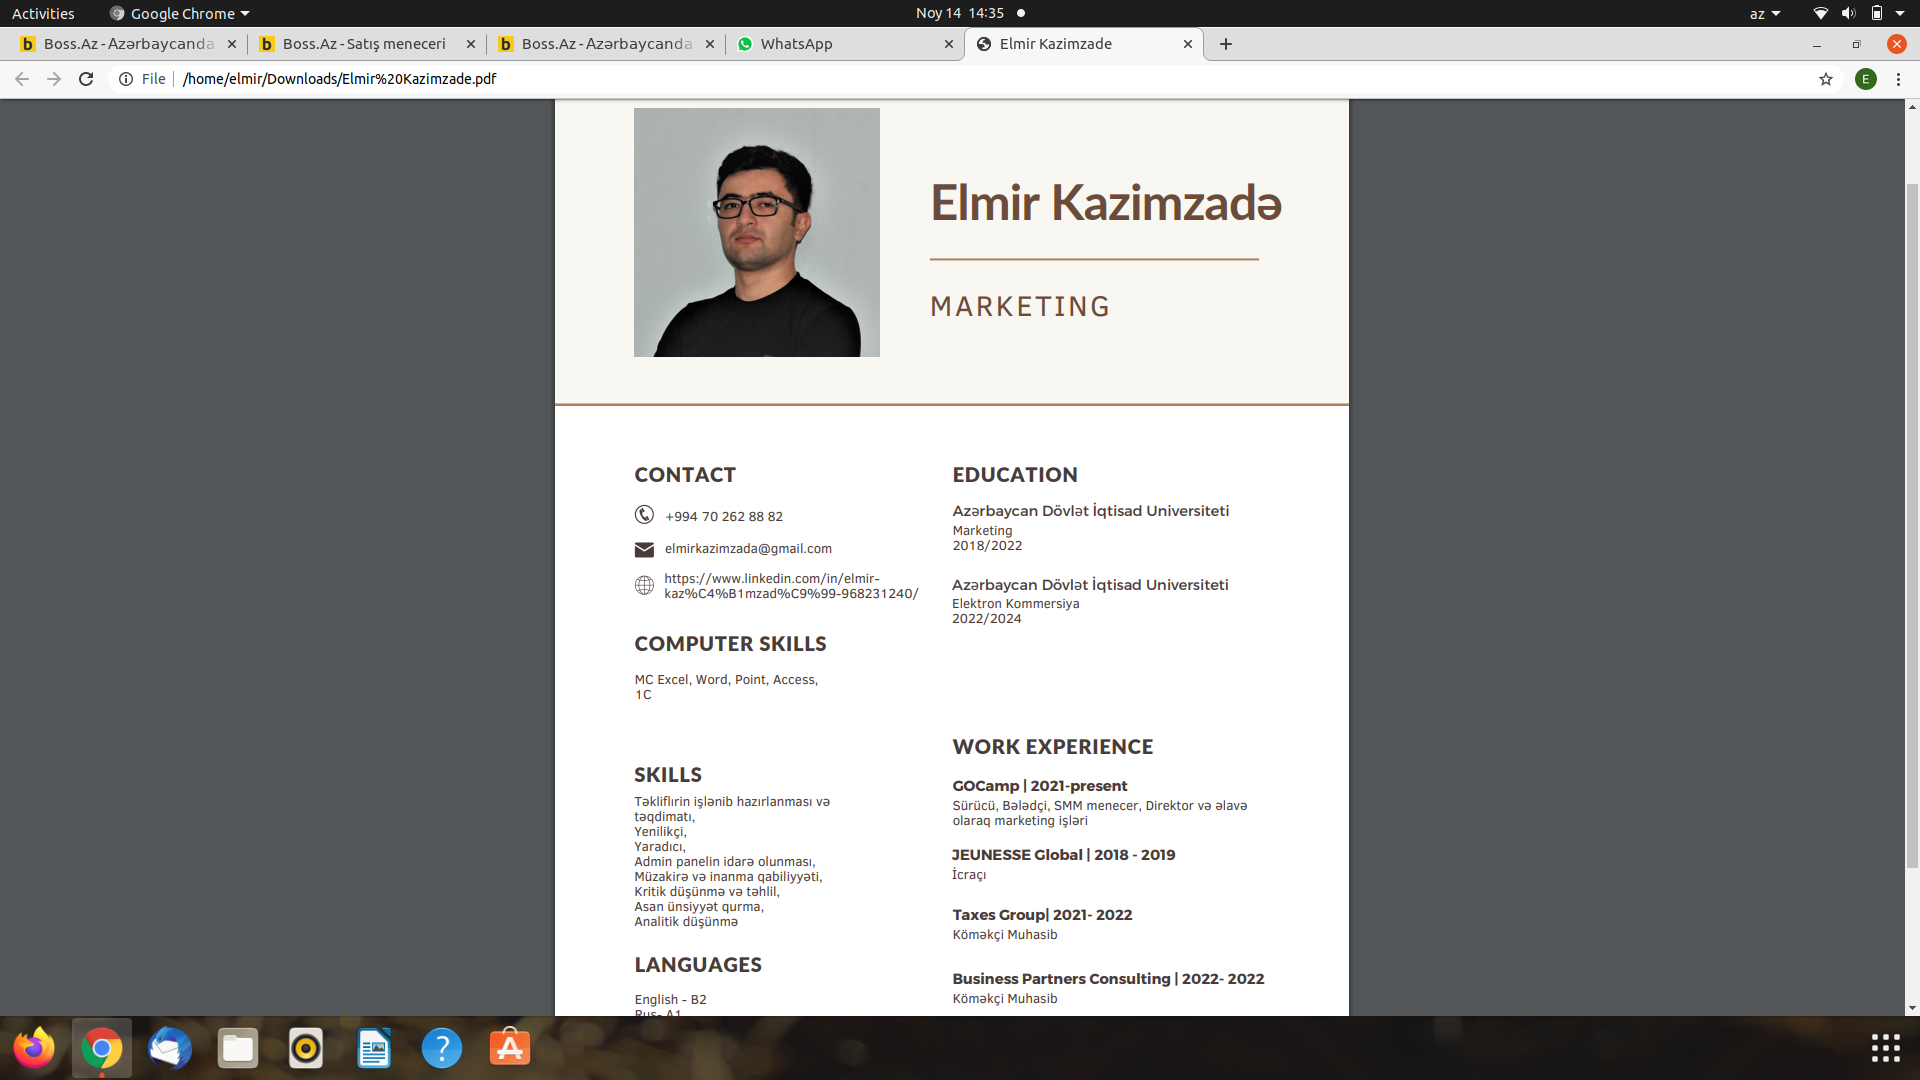 Activities
Google Chrome
Noy 14 14:35
az
Boss.Az - Azərbaycanda
Boss.Az - Satış meneceri
Boss.Az - Azərbaycanda
WhatsApp
Elmir Kazimzade
File
/home/elmir/Downloads/Elmir%20Kazimzade.pdf
E
Elmir Kazimzadə
MARKETING
CONTACT
+994 70 262 88 82
elmirkazimzada@gmail.com
https://www.linkedin.com/in/elmir-
kaz%C4%B1mzad%C9%99-968231240/
COMPUTER SKILLS
MC Excel, Word, Point, Access,
1C
SKILLS
Təkliflırin işlənib hazırlanması və
təqdimatı,
Yenilikçi,
Yaradıcı,
Admin panelin idarə olunması,
Müzakirə və inanma qabiliyyəti,
Kritik düşünmə və təhlil,
Asan ünsiyyət qurma,
Analitik düşünmə
LANGUAGES
English - B2
Rus- A1
EDUCATION
Azərbaycan Dövlət İqtisad Universiteti
Marketing
2018/2022
Azərbaycan Dövlət İqtisad Universiteti
Elektron Kommersiya
2022/2024
WORK EXPERIENCE
GOCamp | 2021-present
Sürücü, Bələdçi, SMM menecer, Direktor və əlavə
olaraq marketing işləri
JEUNESSE Global | 2018 - 2019
İcraçı
Taxes Group| 2021- 2022
Köməkçi Muhasib
Business Partners Consulting | 2022- 2022
Köməkçi Muhasib